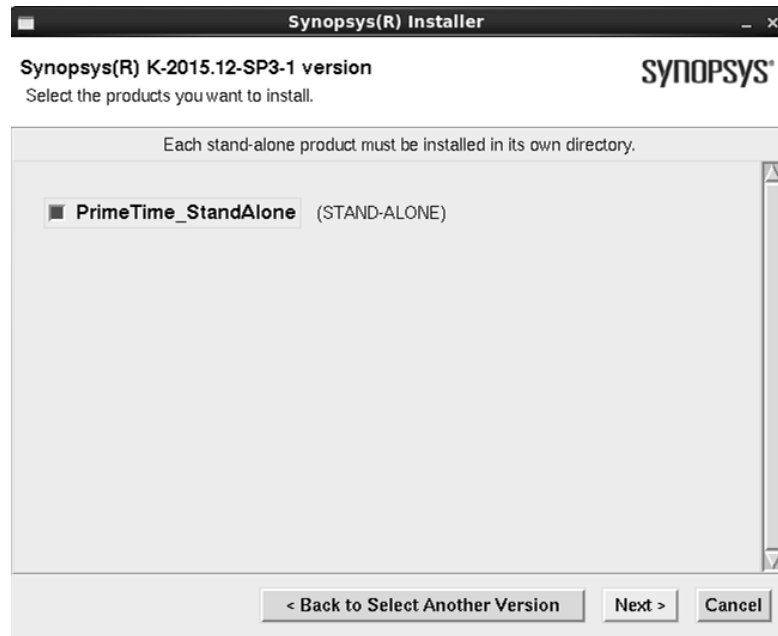 Synopsys(R) Installer
Synopsys(R) K-2015.12-SP3-1 version
SYNOPSYS®
Select the products you want to install.
Each stand-alone product must be installed in its own directory.
PrimeTime_StandAlone (STAND-ALONE)
< Back to Select Another Version Next > Cancel